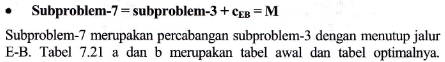 • Subproblem-7 = subproblem-3 + cEB = M
Subproblem-7 merupakan percabangan subproblem-3 dengan menutup jalur
E-B. Tabel 7.21 a dan b merupakan tabel awal dan tabel optimalnya.